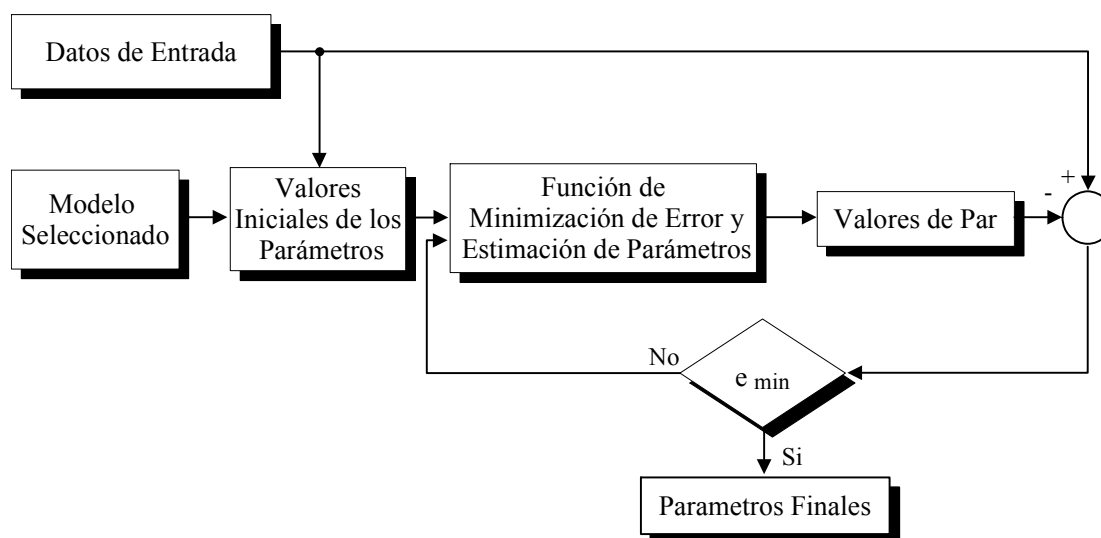 Datos de Entrada
Modelo
Seleccionado
Valores
Iniciales de los
Parámetros
Función de
Minimización de Error y
Estimación de Parámetros
Valores de Par
-
+
No
e min
Si
Parametros Finales